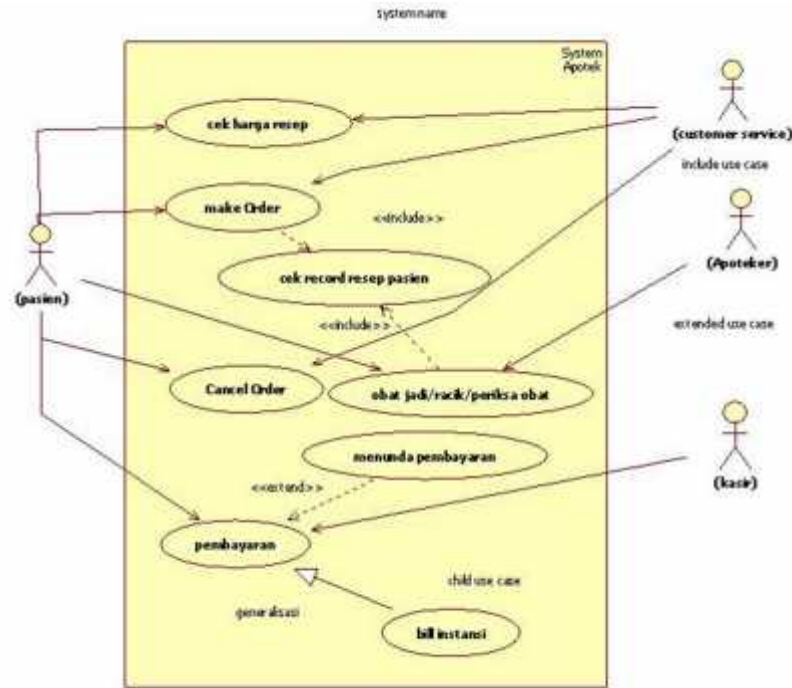 system name
System
Apotek
cek harga resep
(customer service)
include use case
make Order
<<include>>
(Apoteker)
cek record resep pasien
(pasien)
<<include>>
extended use case
Cancel Order
obat jadi/racik/periksa obat
menunda pembayaran
(kasir)
<<extend>>
pembayaran
child use case
generalisasi
bill instansi